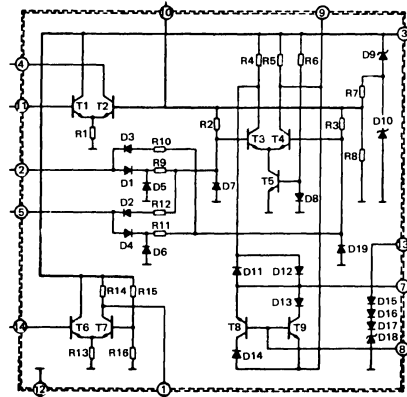 10 9
3
R4 R5 R6 D9
4
R7
11 T1 T2 D10
R2 R3
R1 T3 T4
D3 R10 R8
2 R9
D1 D5 T5
D7 D8
D2 R12
5
R11
D4 D6 D19
13
D11 D12
R14 R15 7
D13 D15
D16
14 T6 T7 T8 T9 D17
D18
8
R13 R16 D14
12 1